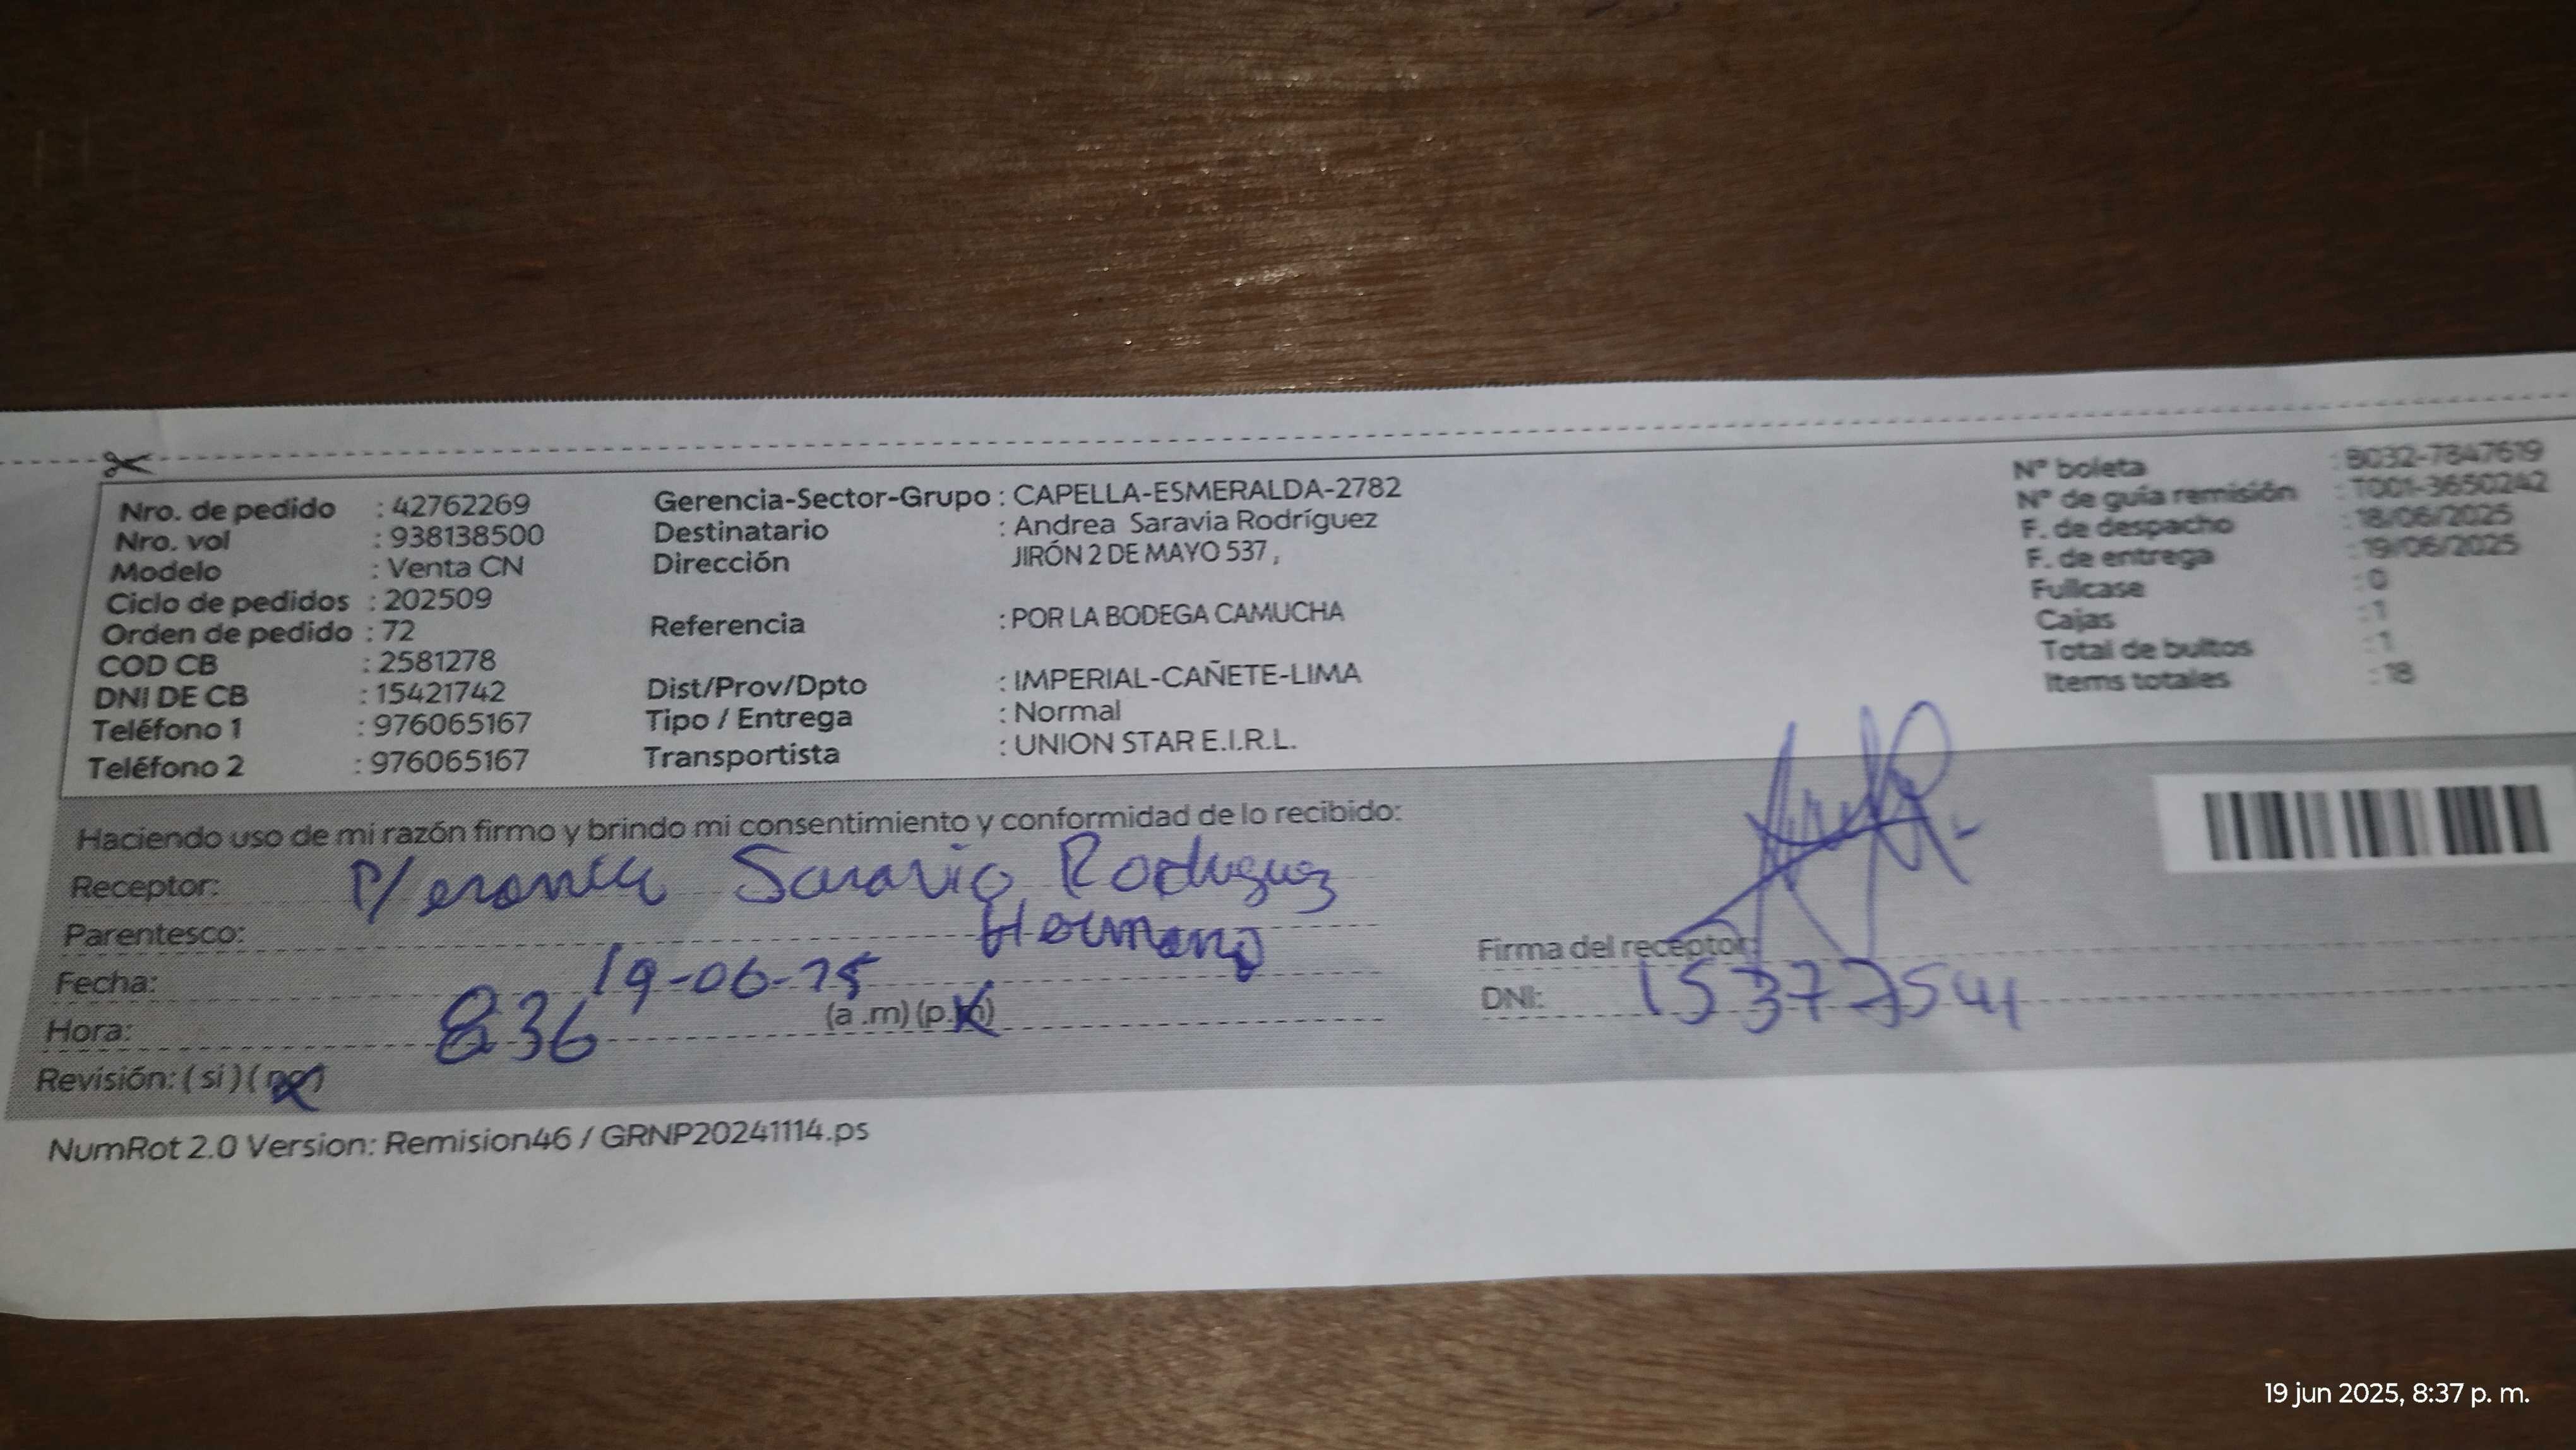 Nro. de pedido : 42762269
Nro. vol : 938138500
Modelo : Venta CN
Ciclo de pedidos : 202509
Orden de pedido : 72
COD CB : 2581278
DNI DE CB : 15421742
Teléfono 1 : 976065167
Teléfono 2 : 976065167
Gerencia-Sector-Grupo : CAPELLA-ESMERALDA-2782
Destinatario : Andrea Saravia Rodríguez
Dirección JIRÓN 2 DE MAYO 537 ,
Referencia : POR LA BODEGA CAMUCHA
Dist/Prov/Dpto : IMPERIAL-CAÑETE-LIMA
Tipo / Entrega : Normal
Transportista : UNION STAR E.I.R.L.
N° boleta : B032-7847619
N° de guía remisión : T001-3650242
F. de despacho : 18/06/2025
F. de entrega : 19/06/2025
Fullcase : 0
Cajas : 1
Total de bultos : 1
Items totales : 18
Haciendo uso de mi razón firmo y brindo mi consentimiento y conformidad de lo recibido:
Receptor: Saravia Rodriguez
Parentesco: Hermano
Fecha: 19-06-25
Hora: 836 (a .m) (p.m)
Revisión: ( si ) ( no )
Firma del receptor:
DNI: 15377541
NumRot 2.0 Version: Remision46 / GRNP20241114.ps
19 jun 2025, 8:37 p. m.